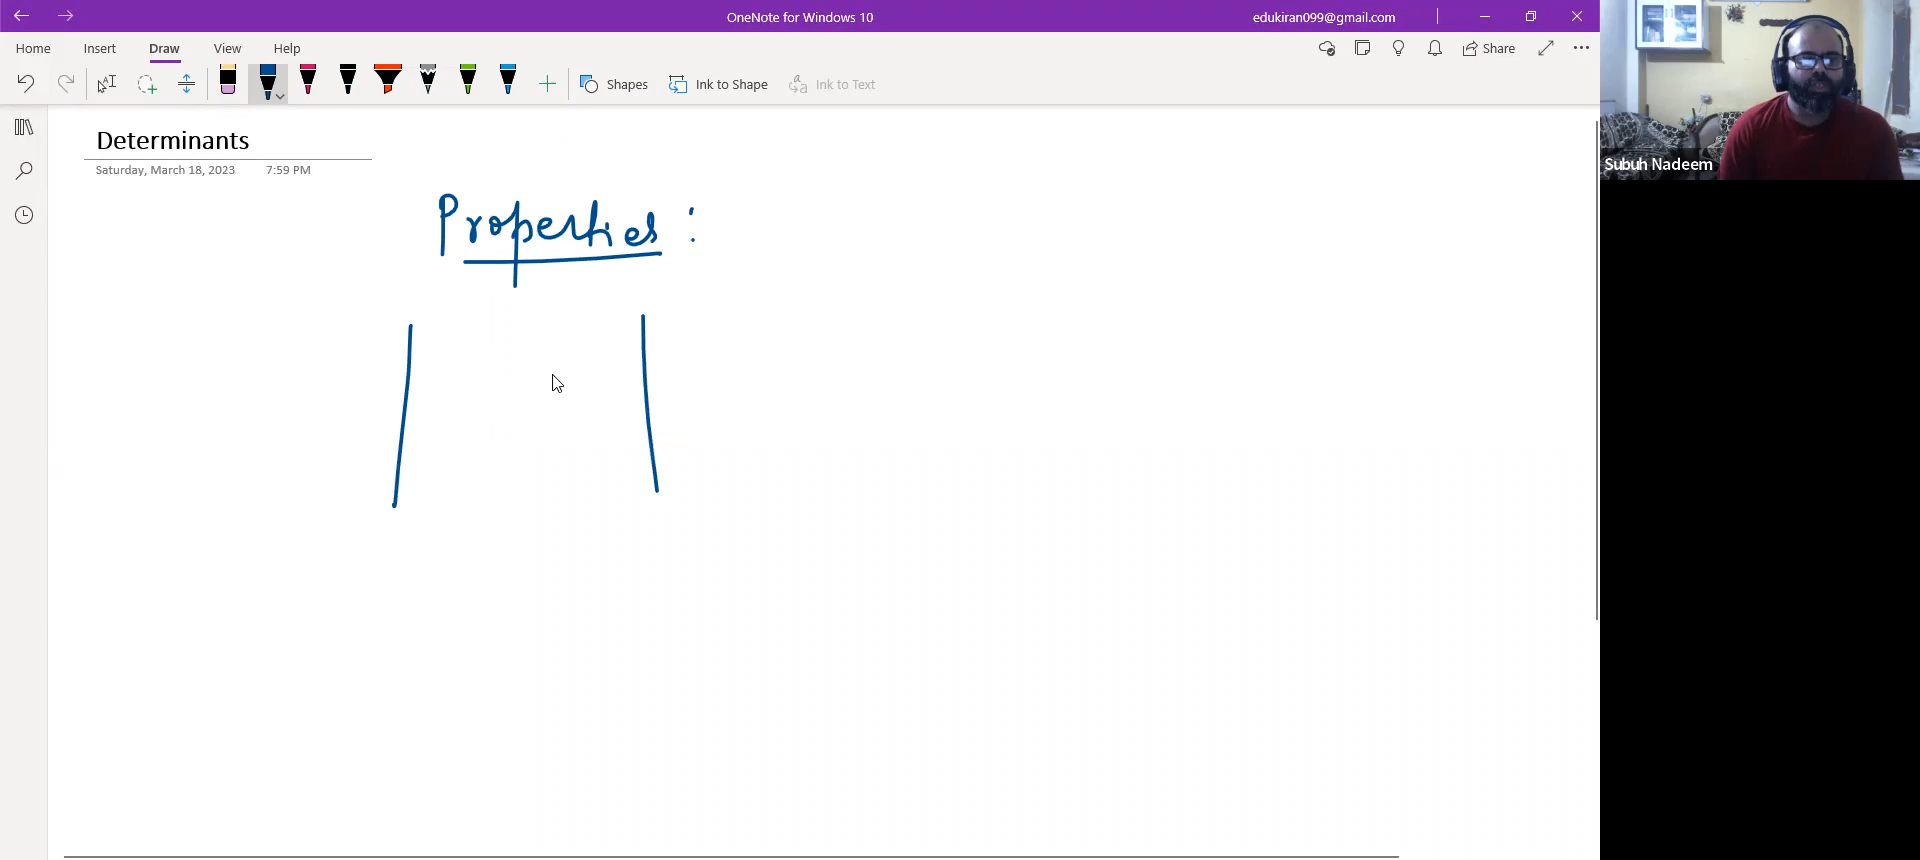 OneNote for Windows 10
edukiran099@gmail.com
Home Insert Draw View Help
Share
Shapes Ink to Shape Ink to Text
Determinants
Saturday, March 18, 2023 7:59 PM
Properties :
Subuh Nadeem